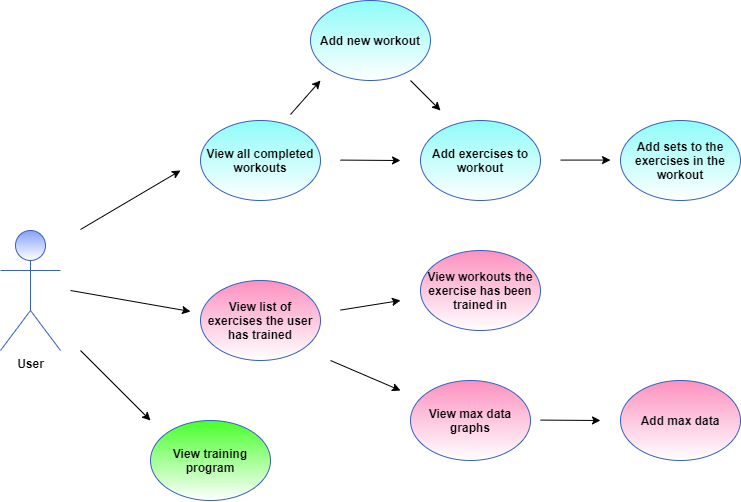 Add new workout
View all completed
workouts
Add exercises to
workout
Add sets to the
exercises in the
workout
View workouts the
exercise has been
trained in
View list of
exercises the user
has trained
User
View max data
graphs
Add max data
View training
program